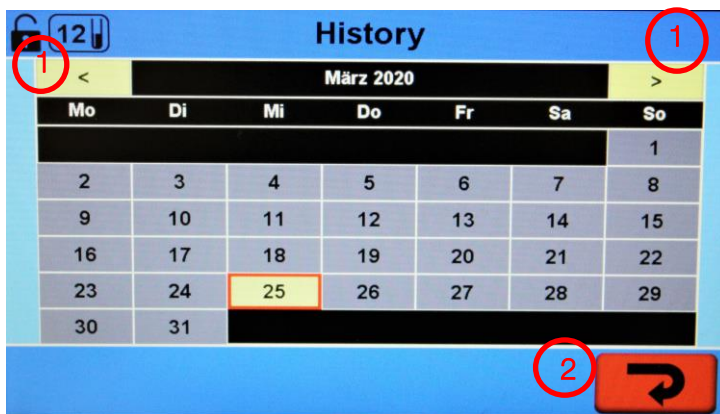 12 History
1 1
< März 2020 >
Mo Di Mi Do Fr Sa So
1
2 3 4 5 6 7 8
9 10 11 12 13 14 15
16 17 18 19 20 21 22
23 24 25 26 27 28 29
30 31
2